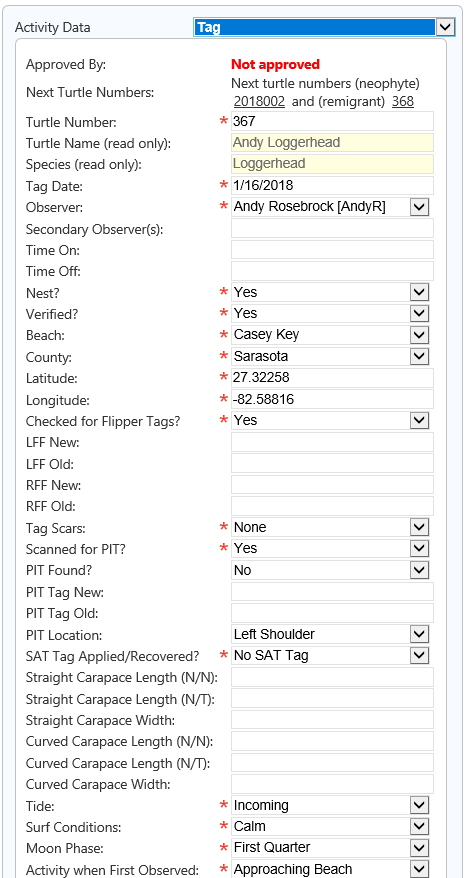 Activity Data Tag
Approved By: Not approved
Next Turtle Numbers: Next turtle numbers (neophyte)
2018002 and (remigrant) 368
Turtle Number: * 367
Turtle Name (read only): Andy Loggerhead
Species (read only): Loggerhead
Tag Date: * 1/16/2018
Observer: * Andy Rosebrock [AndyR]
Secondary Observer(s):
Time On:
Time Off:
Nest? * Yes
Verified? * Yes
Beach: * Casey Key
County: * Sarasota
Latitude: * 27.32258
Longitude: * -82.58816
Checked for Flipper Tags? * Yes
LFF New:
LFF Old:
RFF New:
RFF Old:
Tag Scars: * None
Scanned for PIT? * Yes
PIT Found? No
PIT Tag New:
PIT Tag Old:
PIT Location: Left Shoulder
SAT Tag Applied/Recovered? * No SAT Tag
Straight Carapace Length (N/N):
Straight Carapace Length (N/T):
Straight Carapace Width:
Curved Carapace Length (N/N):
Curved Carapace Length (N/T):
Curved Carapace Width:
Tide: * Incoming
Surf Conditions: * Calm
Moon Phase: * First Quarter
Activity when First Observed: * Approaching Beach